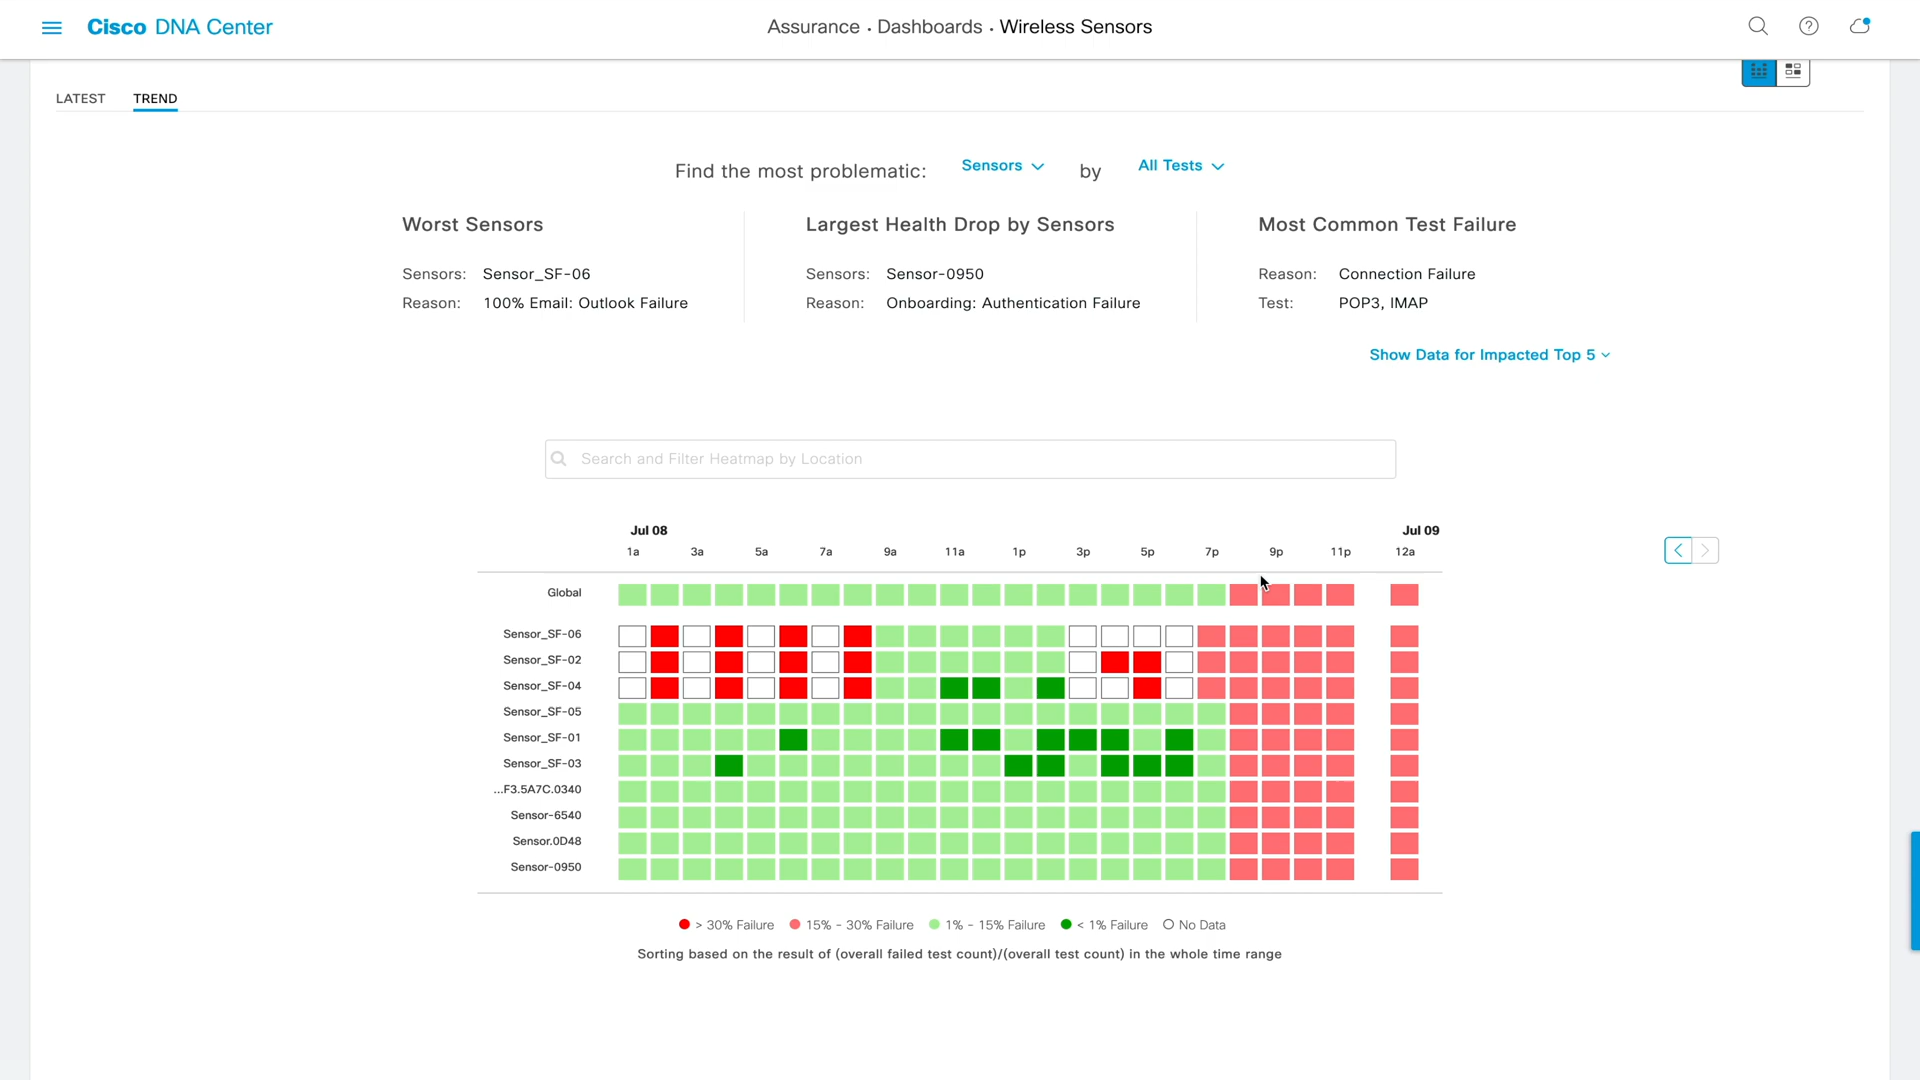 Cisco DNA Center
Assurance · Dashboards · Wireless Sensors
LATEST TREND
Find the most problematic: Sensors by All Tests
Worst Sensors
Sensors: Sensor_SF-06
Reason: 100% Email: Outlook Failure
Largest Health Drop by Sensors
Sensors: Sensor-0950
Reason: Onboarding: Authentication Failure
Most Common Test Failure
Reason: Connection Failure
Test: POP3, IMAP
Show Data for Impacted Top 5
Search and Filter Heatmap by Location
Jul 08 Jul 09
1a 3a 5a 7a 9a 11a 1p 3p 5p 7p 9p 11p 12a
Global
Sensor_SF-06
Sensor_SF-02
Sensor_SF-04
Sensor_SF-05
Sensor_SF-01
Sensor_SF-03
...F3.5A7C.0340
Sensor-6540
Sensor.0D48
Sensor-0950
> 30% Failure 15% - 30% Failure 1% - 15% Failure < 1% Failure No Data
Sorting based on the result of (overall failed test count)/(overall test count) in the whole time range